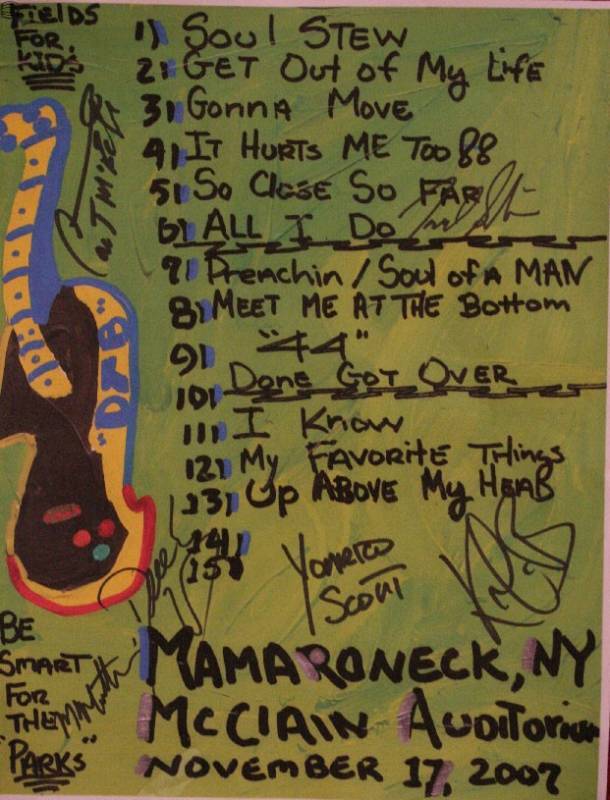 FIELDS
FOR
KIDS
1) SOUL STEW
2) GET Out of My Life
3) GONNA MOVE
4) IT HURTS ME TOO
5) SO CLOSE SO FAR
6) ALL I DO
7) Prenchin / Soul of A MAN
8) MEET ME AT THE Bottom
9) "44"
10) DONE GOT OVER
11) I Know
12) My FAVORITE THings
13) Up ABOVE My HEAD
14)
15)
"DTB"
YONRICO
SCOTT
BE
SMART
FOR
THE
"PARKS"
MAMARONECK, NY
McCLAIN AUDITORIUM
NOVEMBER 17, 2007